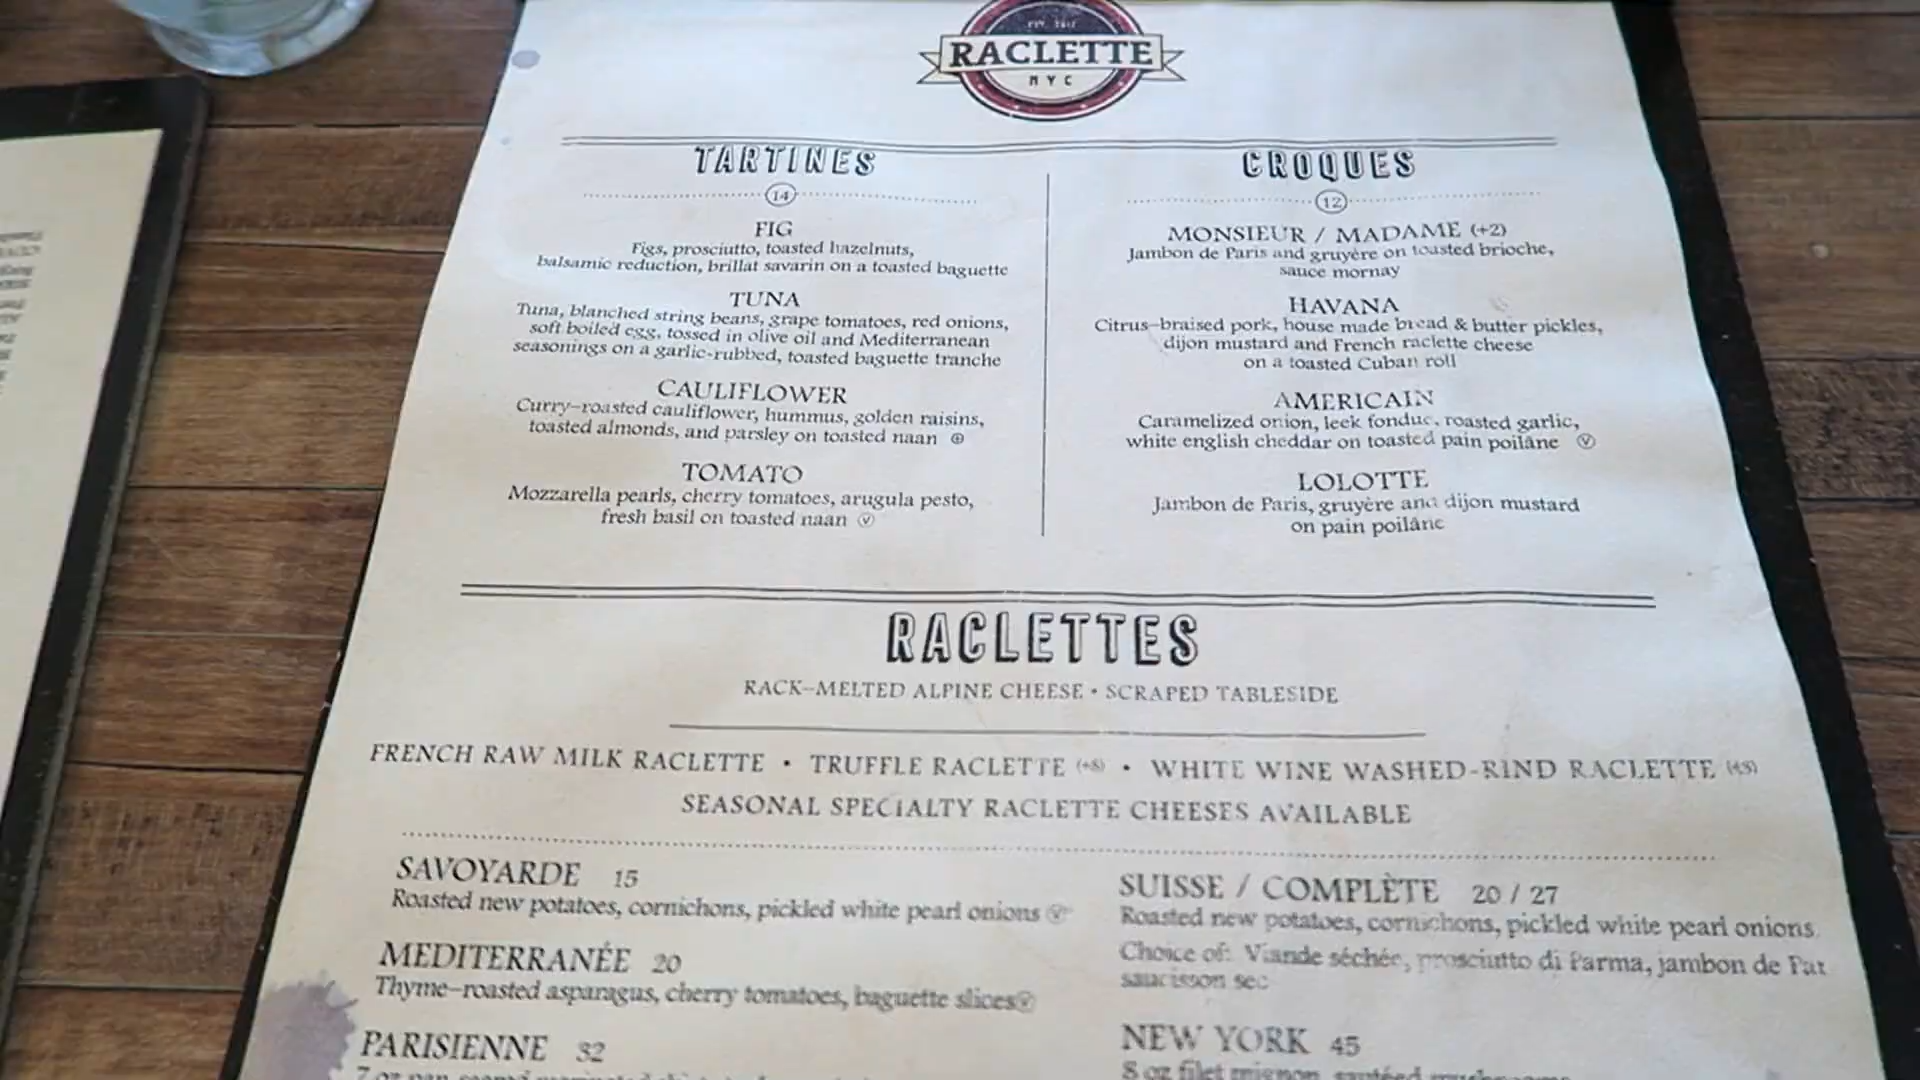 RACLETTE
NYC
TARTINES
14
FIG
Figs, prosciutto, toasted hazelnuts,
balsamic reduction, brillat savarin on a toasted baguette
TUNA
Tuna, blanched string beans, grape tomatoes, red onions,
soft boiled egg, tossed in olive oil and Mediterranean
seasonings on a garlic-rubbed, toasted baguette tranche
CAULIFLOWER
Curry-roasted cauliflower, hummus, golden raisins,
toasted almonds, and parsley on toasted naan
TOMATO
Mozzarella pearls, cherry tomatoes, arugula pesto,
fresh basil on toasted naan Ⓥ
CROQUES
12
MONSIEUR / MADAME (+2)
Jambon de Paris and gruyère on toasted brioche,
sauce mornay
HAVANA
Citrus-braised pork, house made bread & butter pickles,
dijon mustard and French raclette cheese
on a toasted Cuban roll
AMERICAIN
Caramelized onion, leek fondue, roasted garlic,
white english cheddar on toasted pain poilâne Ⓥ
LOLOTTE
Jambon de Paris, gruyère and dijon mustard
on pain poilâne
RACLETTES
RACK-MELTED ALPINE CHEESE • SCRAPED TABLESIDE
FRENCH RAW MILK RACLETTE • TRUFFLE RACLETTE • WHITE WINE WASHED-RIND RACLETTE
SEASONAL SPECIALTY RACLETTE CHEESES AVAILABLE
SAVOYARDE 15
Roasted new potatoes, cornichons, pickled white pearl onions Ⓥ
MEDITERRANÉE 20
Thyme-roasted asparagus, cherry tomatoes, baguette slices Ⓥ
PARISIENNE 32
SUISSE / COMPLÈTE 20 / 27
Roasted new potatoes, cornichons, pickled white pearl onions
Choice of: Viande séchée, prosciutto di Parma, jambon de
saucisson sec
NEW YORK 45
8 oz filet mignon, sautéed mushrooms